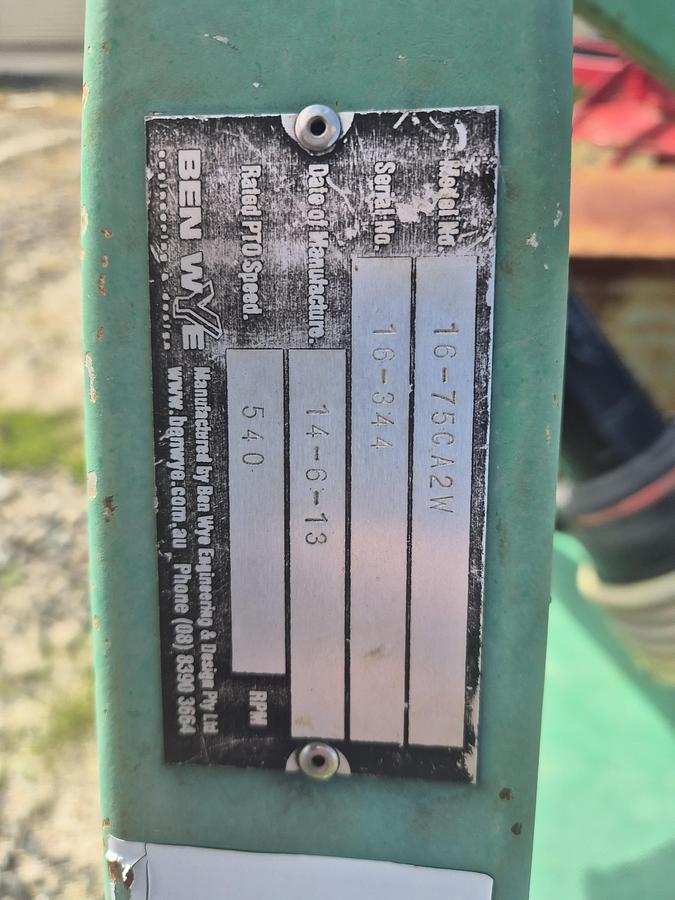 Model No. 16-75CA2W
Serial No. 16-344
Date of Manufacture. 14-6-13
Rated PTO Speed. 540 RPM
BEN WYE Manufactured by Ben Wye Engineering & Design Pty Ltd
www.benwye.com.au Phone (08) 8390 3664